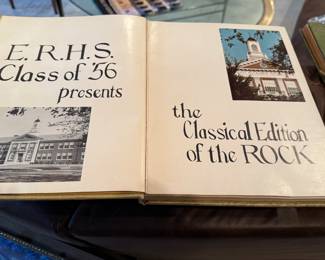 E.R.H.S.
Class of '56
presents
the
Classical Edition
of the ROCK